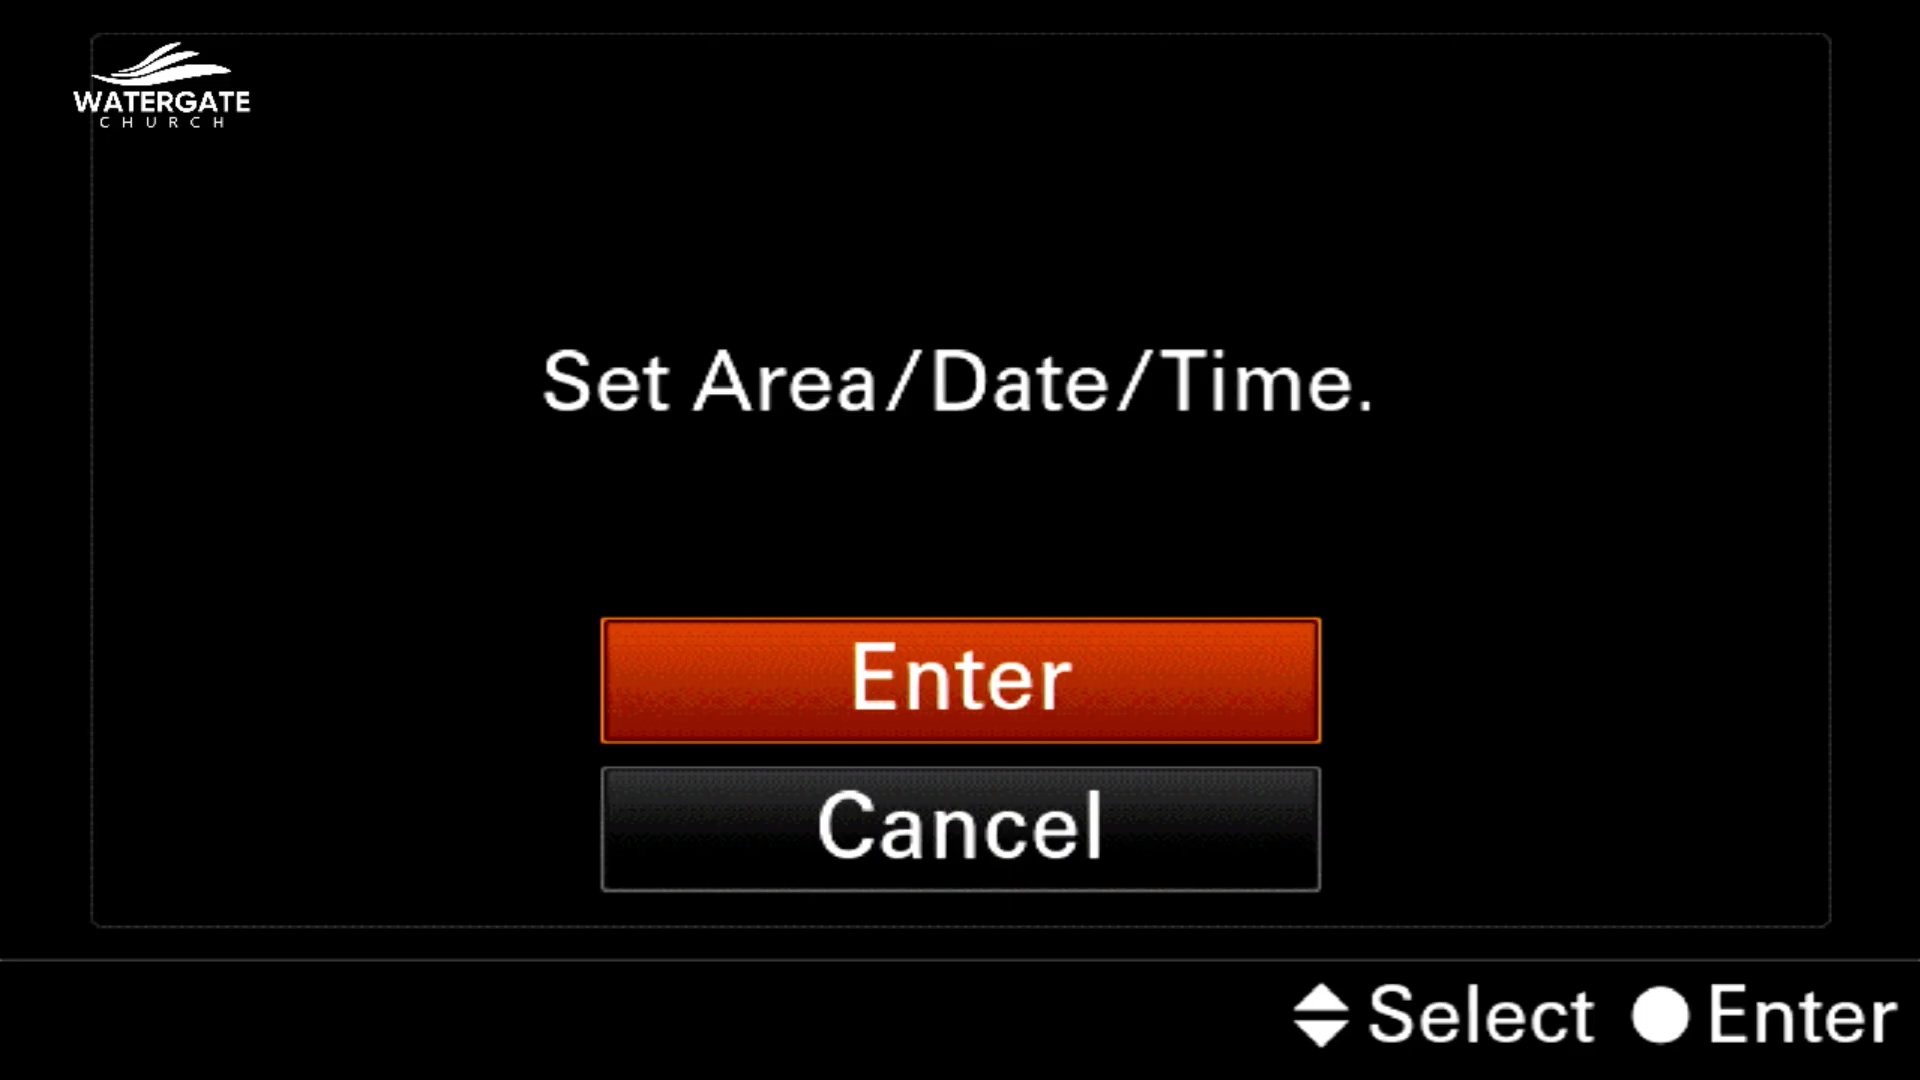 WATERGATE
CHURCH
Set Area/Date/Time.
Enter
Cancel
Select Enter